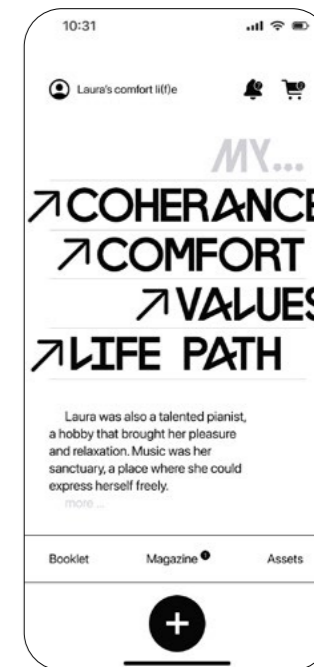 10:31
Laura's comfort li(f)e
MY...
↗COHERANCE
↗COMFORT
↗VALUES
↗LIFE PATH
Laura was also a talented pianist,
a hobby that brought her pleasure
and relaxation. Music was her
sanctuary, a place where she could
express herself freely.
more ...
Booklet Magazine Assets
+